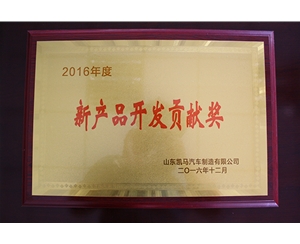 2016年度
新产品开发贡献奖
山东凯马汽车制造有限公司
二〇一六年十二月